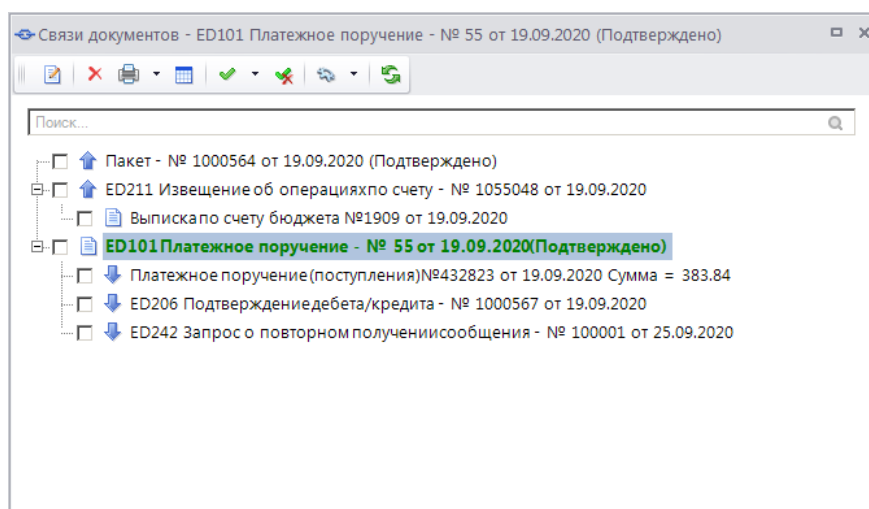 Связи документов - ED101 Платежное поручение - № 55 от 19.09.2020 (Подтверждено)
Поиск...
Пакет - № 1000564 от 19.09.2020 (Подтверждено)
ED211 Извещение об операцияхпо счету - № 1055048 от 19.09.2020
Выпискапо счету бюджета №1909 от 19.09.2020
ED101Платежное поручение - № 55 от 19.09.2020(Подтверждено)
Платежное поручение(поступления)№432823 от 19.09.2020 Сумма = 383.84
ED206 Подтверждениедебета/кредита - № 1000567 от 19.09.2020
ED242 Запрос о повторном получениисообщения - № 100001 от 25.09.2020